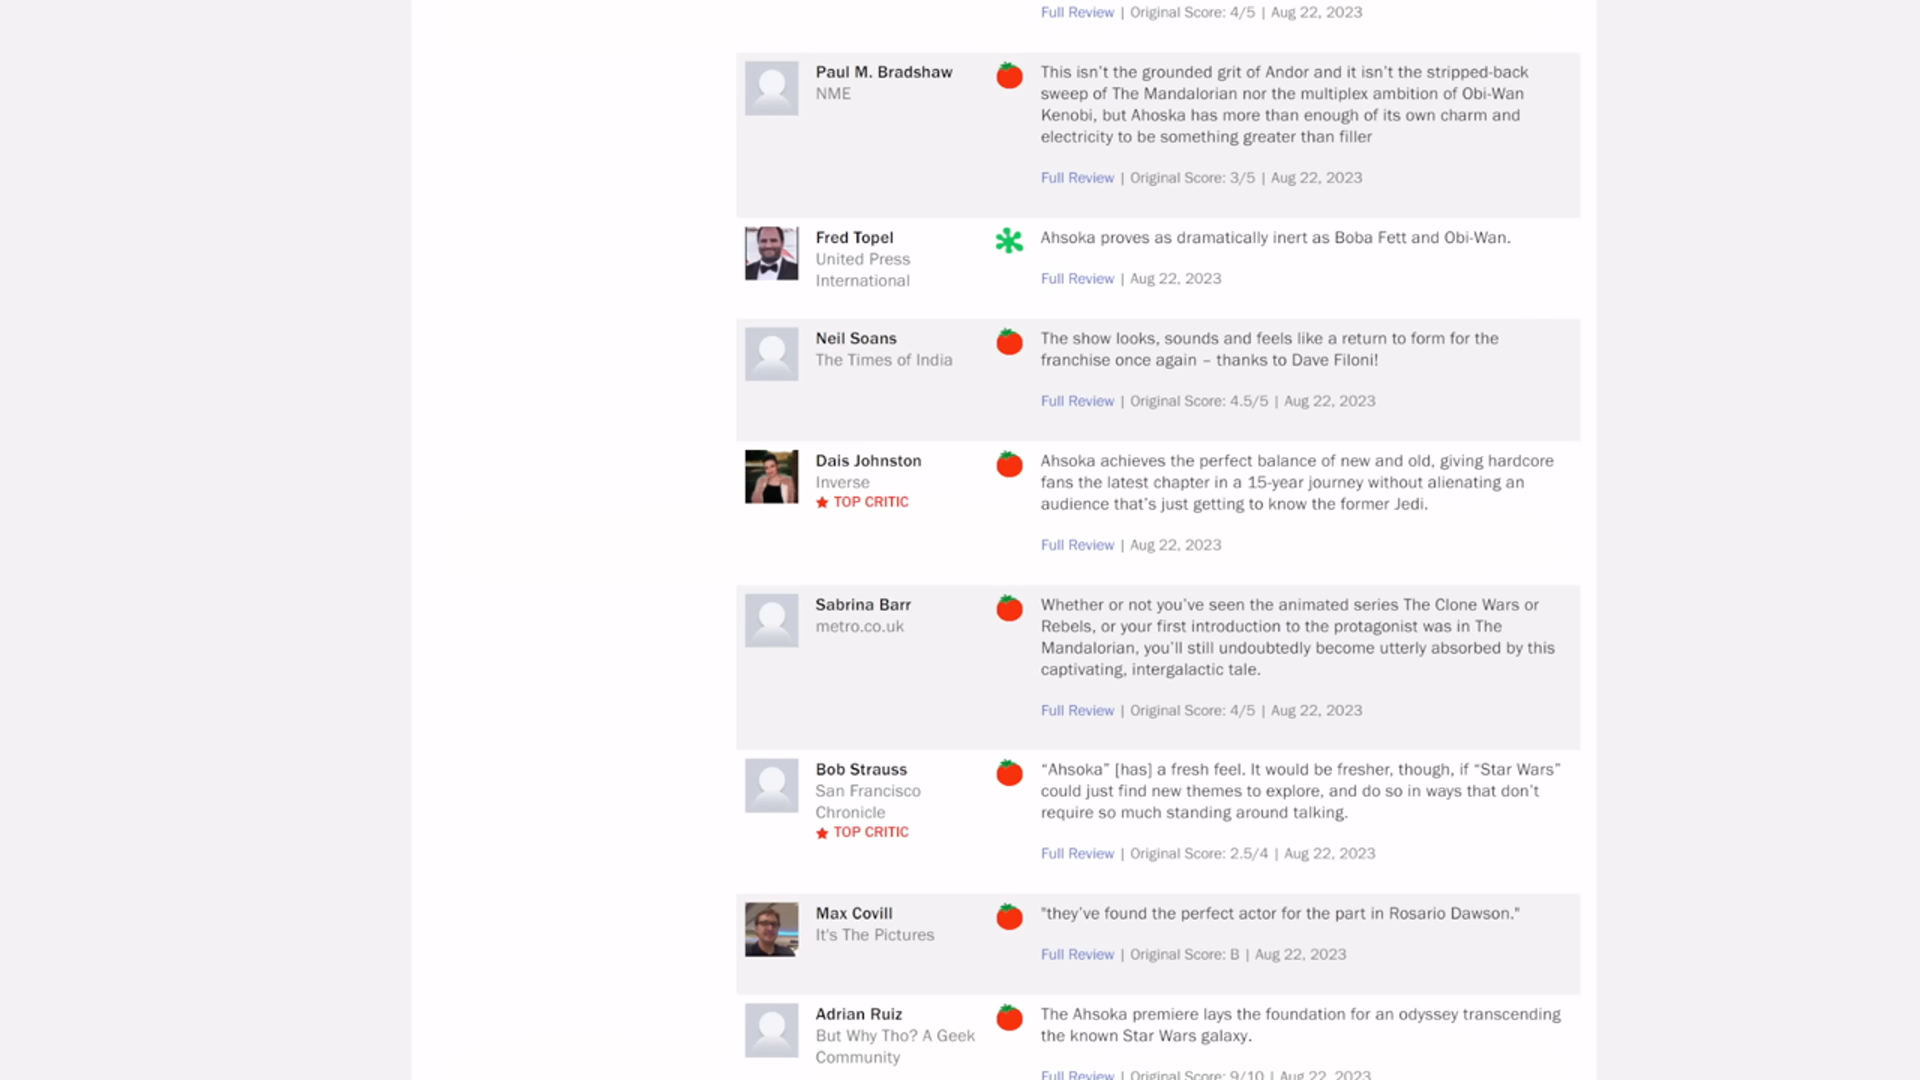 Full Review | Original Score: 4/5 | Aug 22, 2023
Paul M. Bradshaw
NME
This isn't the grounded grit of Andor and it isn't the stripped-back
sweep of The Mandalorian nor the multiplex ambition of Obi-Wan
Kenobi, but Ahoska has more than enough of its own charm and
electricity to be something greater than filler
Full Review | Original Score: 3/5 | Aug 22, 2023
Fred Topel
United Press
International
Ahsoka proves as dramatically inert as Boba Fett and Obi-Wan.
Full Review | Aug 22, 2023
Neil Soans
The Times of India
The show looks, sounds and feels like a return to form for the
franchise once again – thanks to Dave Filoni!
Full Review | Original Score: 4.5/5 | Aug 22, 2023
Dais Johnston
Inverse
★ TOP CRITIC
Ahsoka achieves the perfect balance of new and old, giving hardcore
fans the latest chapter in a 15-year journey without alienating an
audience that's just getting to know the former Jedi.
Full Review | Aug 22, 2023
Sabrina Barr
metro.co.uk
Whether or not you've seen the animated series The Clone Wars or
Rebels, or your first introduction to the protagonist was in The
Mandalorian, you'll still undoubtedly become utterly absorbed by this
captivating, intergalactic tale.
Full Review | Original Score: 4/5 | Aug 22, 2023
Bob Strauss
San Francisco
Chronicle
★ TOP CRITIC
“Ahsoka” [has] a fresh feel. It would be fresher, though, if “Star Wars”
could just find new themes to explore, and do so in ways that don't
require so much standing around talking.
Full Review | Original Score: 2.5/4 | Aug 22, 2023
Max Covill
It's The Pictures
"they've found the perfect actor for the part in Rosario Dawson."
Full Review | Original Score: B | Aug 22, 2023
Adrian Ruiz
But Why Tho? A Geek
Community
The Ahsoka premiere lays the foundation for an odyssey transcending
the known Star Wars galaxy.
Full Review | Original Score: 9/10 | Aug 22, 2023